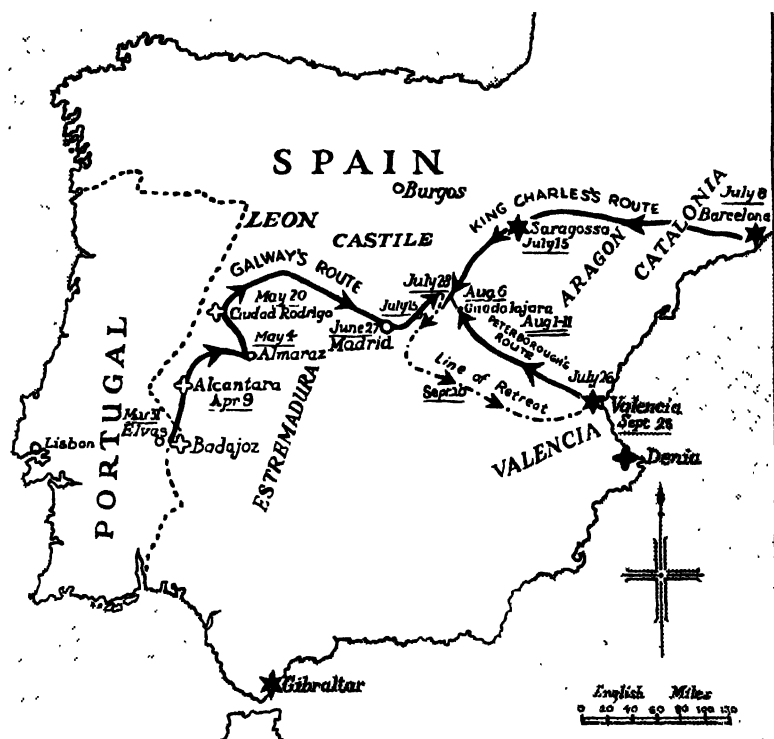 SPAIN
Burgos
LEON
CASTILE
KING CHARLES'S ROUTE
CATALONIA
July 8
Barcelona
Saragossa
July 15
ARAGON
GALWAY'S ROUTE
May 20
Ciudad Rodrigo
July 28
July 15
Aug 6
Guadalajara
Aug 1-11
June 27
Madrid
PETERBOROUGH'S
ROUTE
May 4
Almaraz
PORTUGAL
Alcantara
Apr 9
ESTREMADURA
Line of Retreat
July 26
Valencia
Sept 28
Elvas
Badajoz
Lisbon
VALENCIA
Denia
Gibraltar
English Miles
0 20 40 60 80 100 130